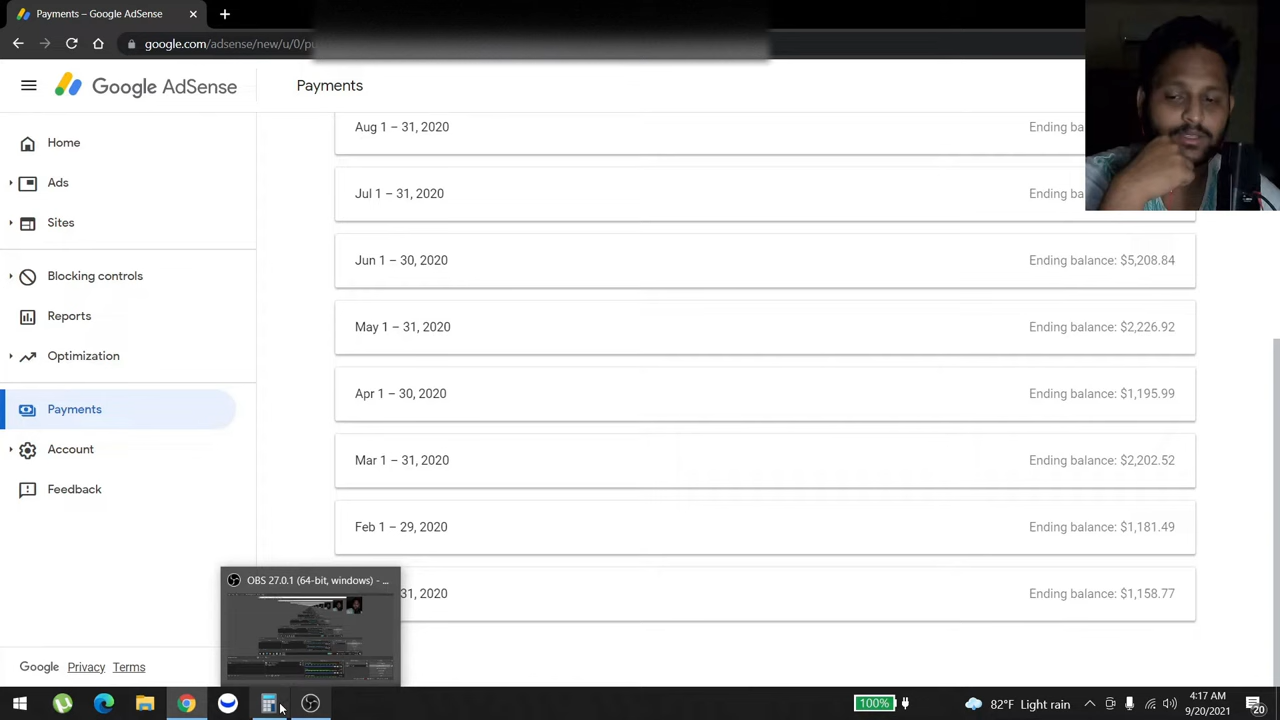 Payments – Google AdSense
google.com/adsense/new/u/0/p
Google AdSense
Payments
Home
Ads
Sites
Blocking controls
Reports
Optimization
Payments
Account
Feedback
Aug 1 – 31, 2020
Ending ba
Jul 1 – 31, 2020
Ending ba
Jun 1 – 30, 2020
Ending balance: $5,208.84
May 1 – 31, 2020
Ending balance: $2,226.92
Apr 1 – 30, 2020
Ending balance: $1,195.99
Mar 1 – 31, 2020
Ending balance: $2,202.52
Feb 1 – 29, 2020
Ending balance: $1,181.49
31, 2020
Ending balance: $1,158.77
OBS 27.0.1 (64-bit, windows) - ...
Google Privacy Terms
100%
82°F Light rain
4:17 AM
9/20/2021
20